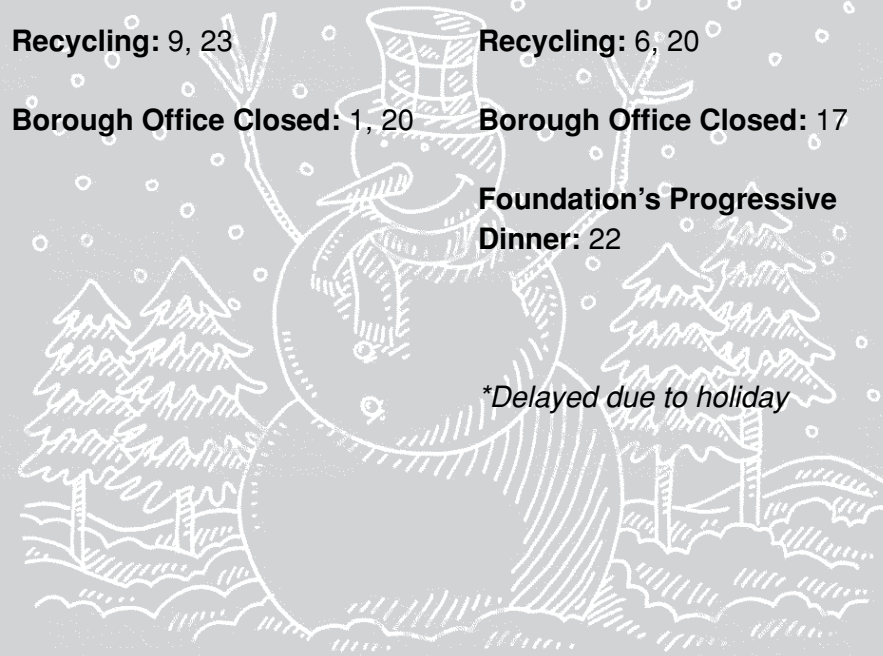 Recycling: 9, 23
Borough Office Closed: 1, 20
Recycling: 6, 20
Borough Office Closed: 17
Foundation’s Progressive
Dinner: 22
*Delayed due to holiday